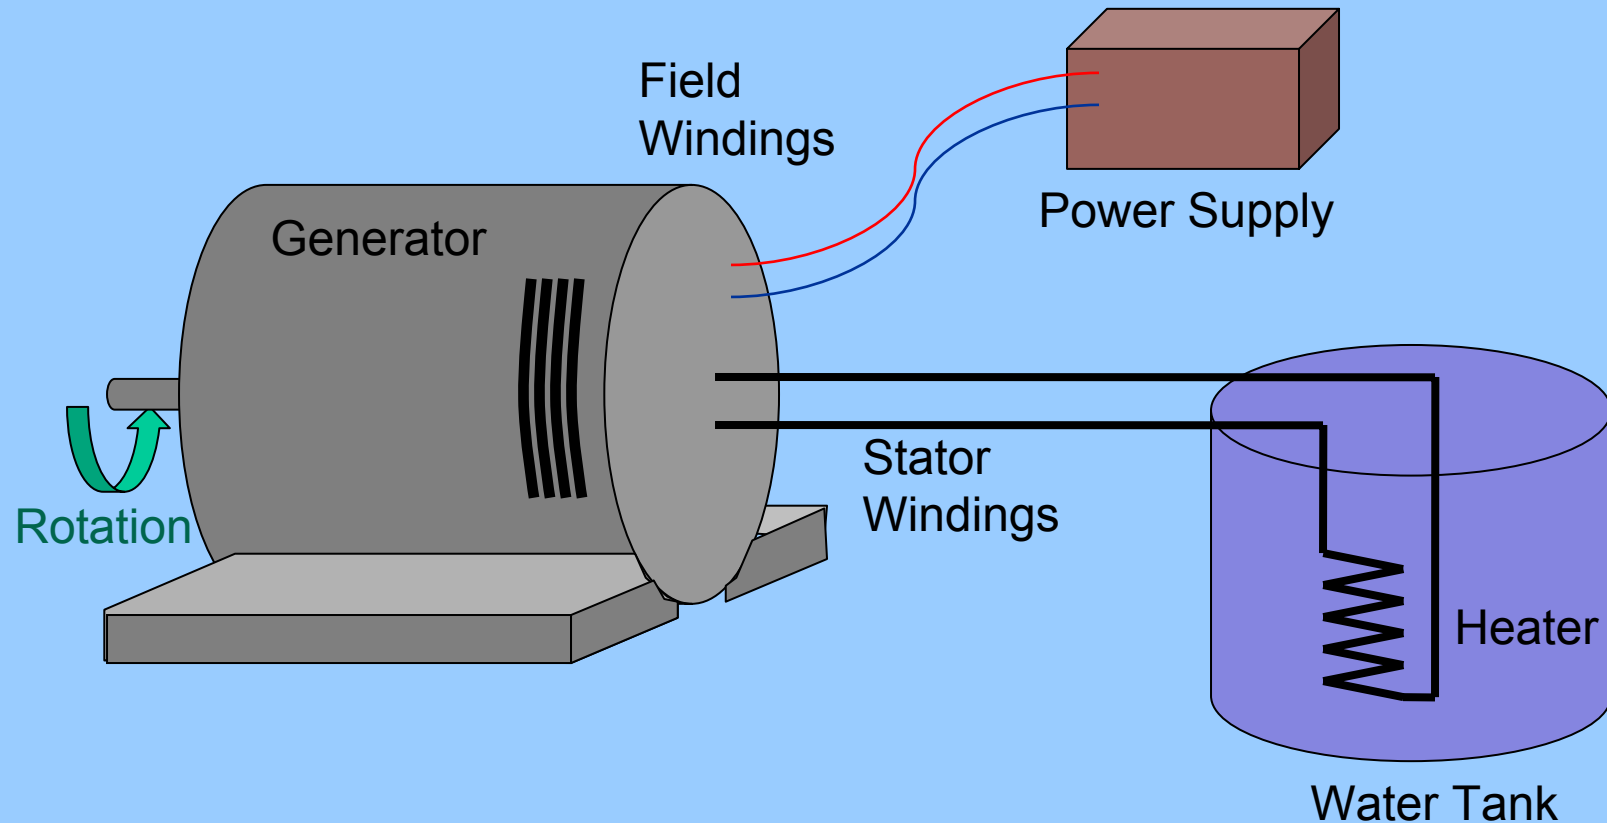 Field
Windings
Power Supply
Generator
Stator
Windings
Rotation
Heater
Water Tank